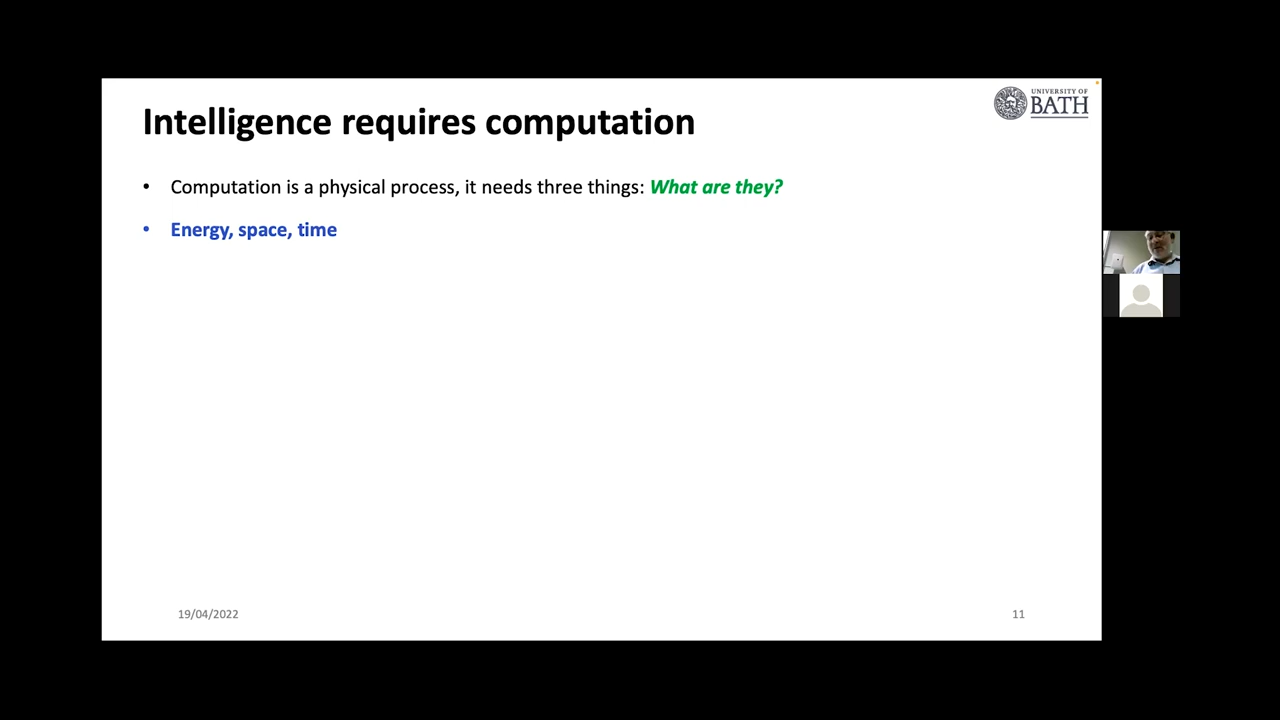 UNIVERSITY OF
BATH
Intelligence requires computation
• Computation is a physical process, it needs three things: What are they?
• Energy, space, time
19/04/2022
11